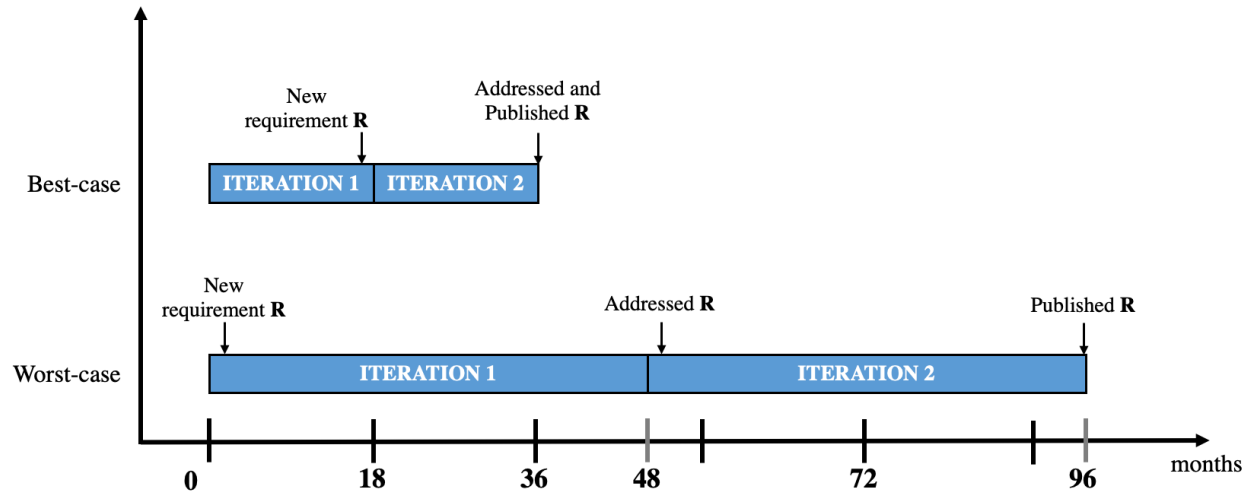 New
requirement R
Addressed and
Published R
Best-case
ITERATION 1
ITERATION 2
New
requirement R
Addressed R
Published R
Worst-case
ITERATION 1
ITERATION 2
0
18
36
48
72
96
months